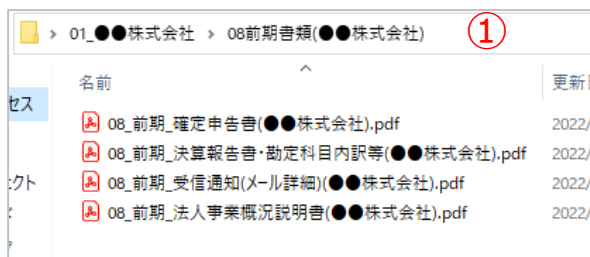 01_●●株式会社 > 08前期書類(●●株式会社) ①
名前 更新
セス
08_前期_確定申告書(●●株式会社).pdf 2022/
08_前期_決算報告書・勘定科目内訳等(●●株式会社).pdf 2022/
ェクト 08_前期_受信通知(メール詳細)(●●株式会社).pdf 2022/
08_前期_法人事業概況説明書(●●株式会社).pdf 2022/